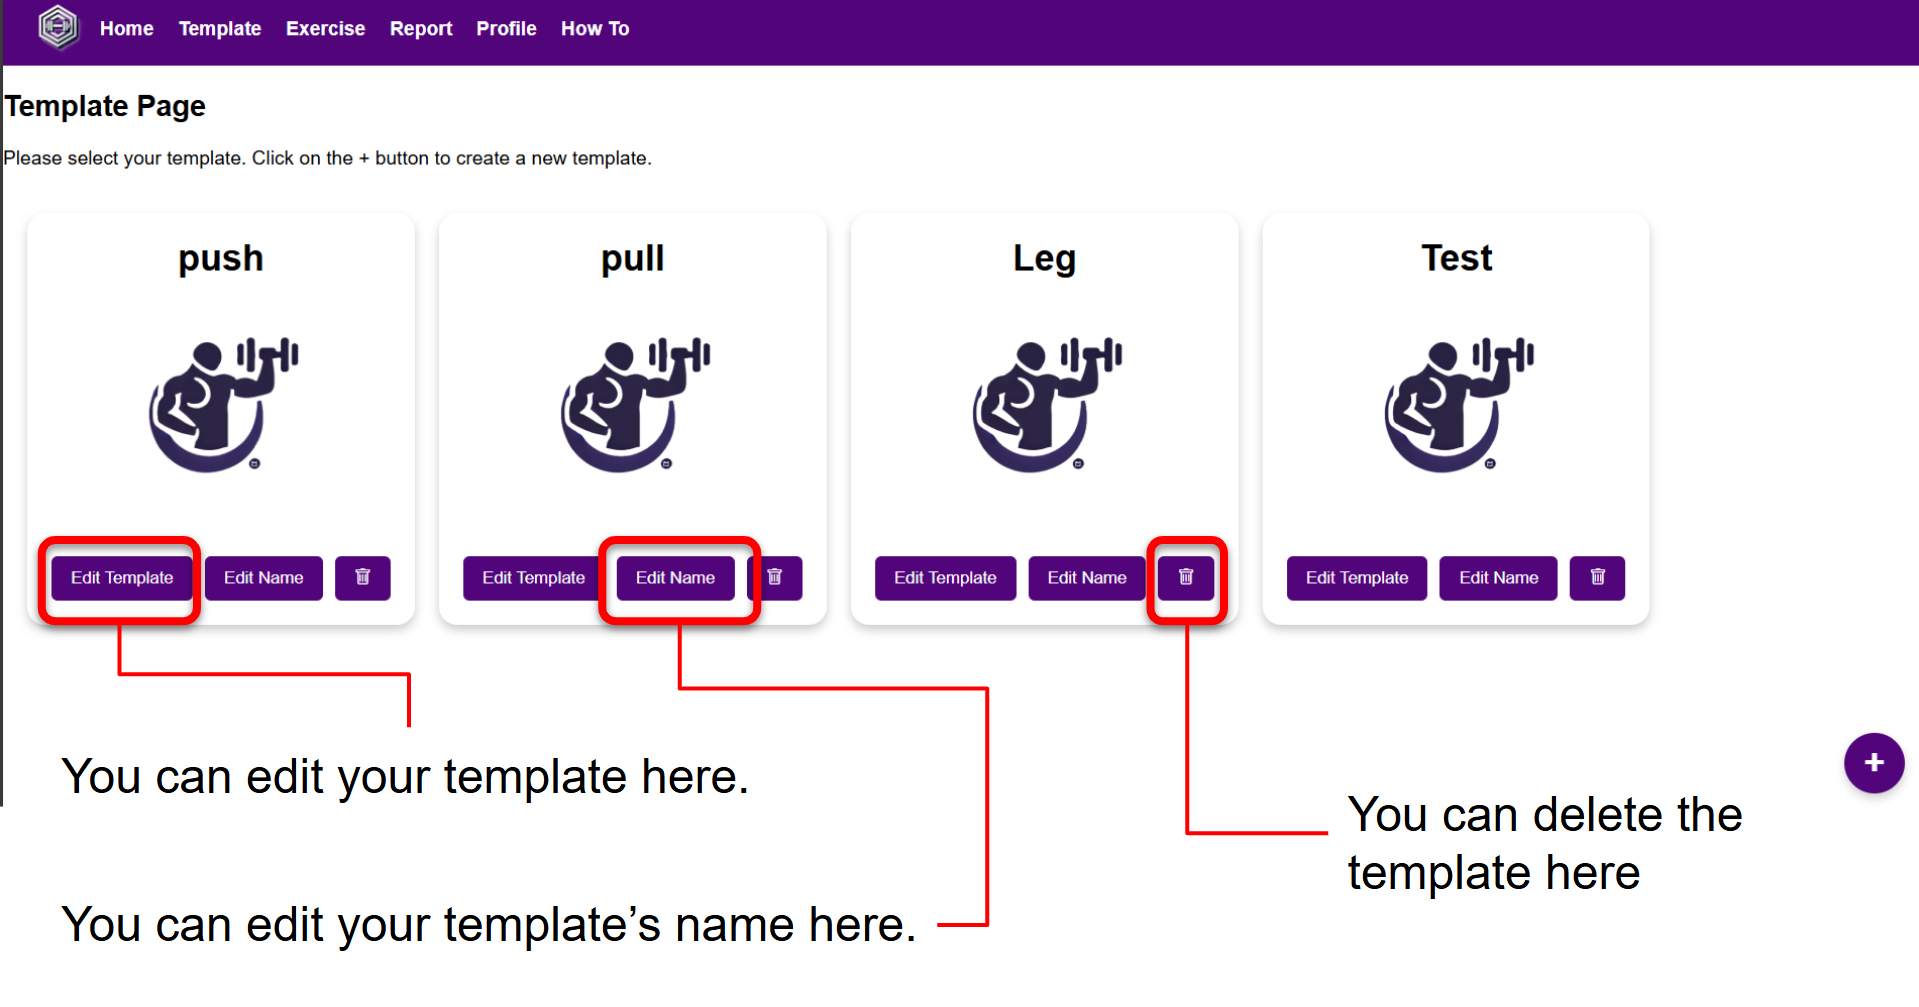 Home Template Exercise Report Profile How To
Template Page
Please select your template. Click on the + button to create a new template.
push pull Leg Test
Edit Template Edit Name Edit Template Edit Name Edit Template Edit Name Edit Template Edit Name
+
You can edit your template here.
You can delete the
template here
You can edit your template’s name here.